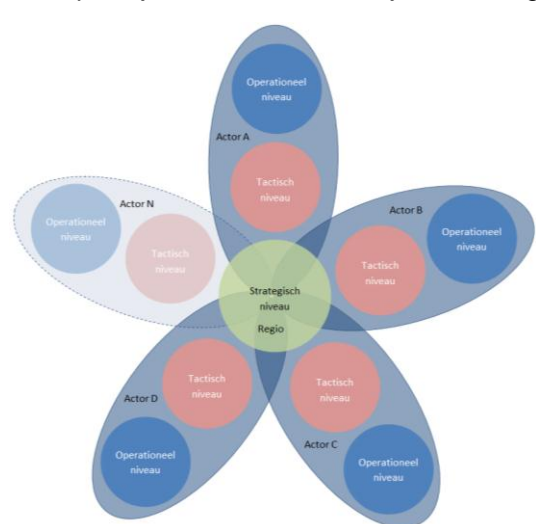 Operationeel
niveau
Actor A
Tactisch
niveau
Actor N
Operationeel
niveau
Tactisch
niveau
Actor B
Operationeel
niveau
Tactisch
niveau
Strategisch
niveau
Regio
Tactisch
niveau
Actor D
Operationeel
niveau
Tactisch
niveau
Actor C
Operationeel
niveau